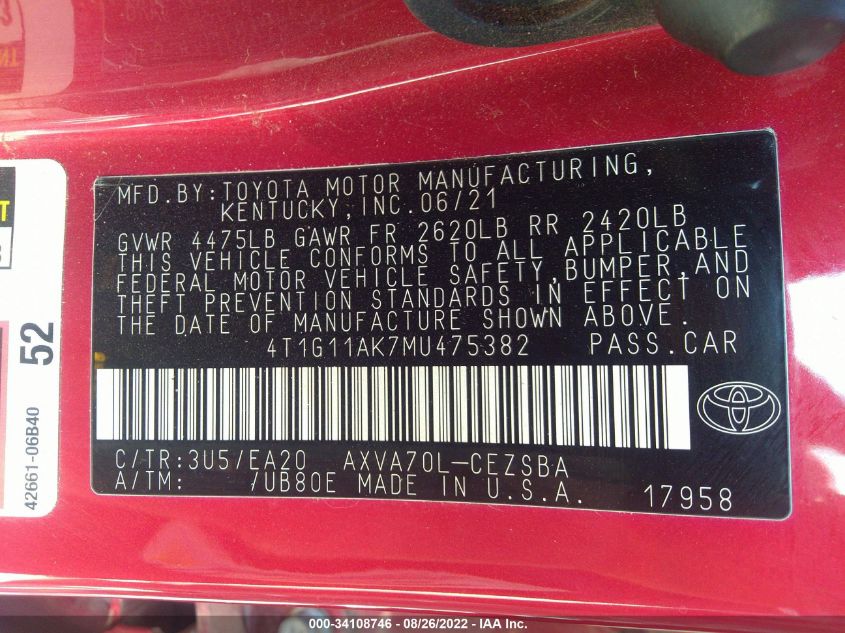 MFD.BY:TOYOTA MOTOR MANUFACTURING,
KENTUCKY,INC.06/21
GVWR 4475LB GAWR FR 2620LB RR 2420LB
THIS VEHICLE CONFORMS TO ALL APPLICABLE
FEDERAL MOTOR VEHICLE SAFETY,BUMPER,AND
THEFT PREVENTION STANDARDS IN EFFECT ON
THE DATE OF MANUFACTURE SHOWN ABOVE.
4T1G11AK7MU475382 PASS.CAR
C/TR:3U5/EA20 AXVA70L-CEZSBA
A/TM: /UB80E MADE IN U.S.A. 17958
52
42661-06B40
000-34108746 - 08/26/2022 - IAA Inc.